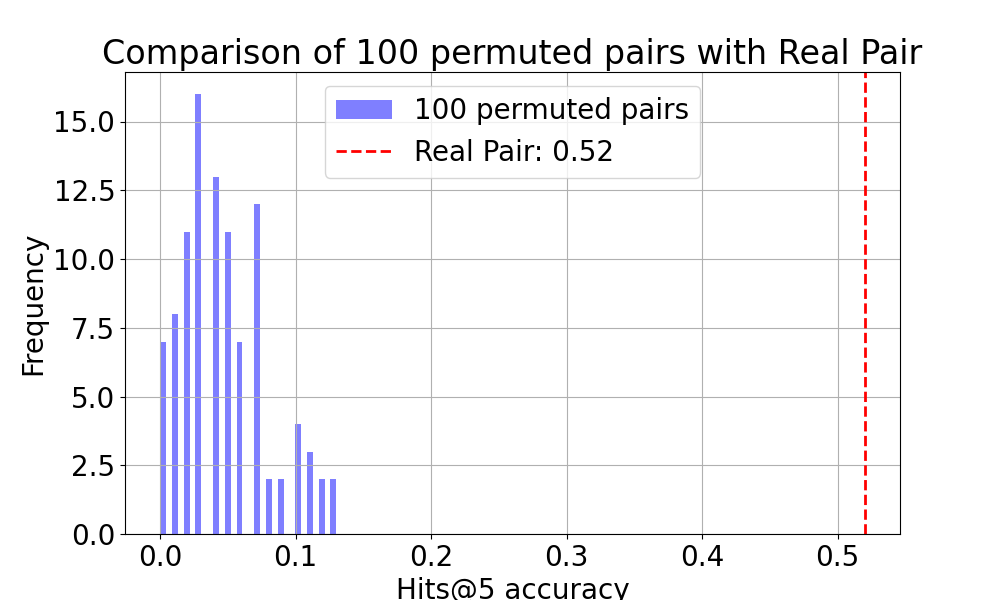 Comparison of 100 permuted pairs with Real Pair
100 permuted pairs
Real Pair: 0.52
Frequency
15.0
12.5
10.0
7.5
5.0
2.5
0.0
0.0 0.1 0.2 0.3 0.4 0.5
Hits@5 accuracy